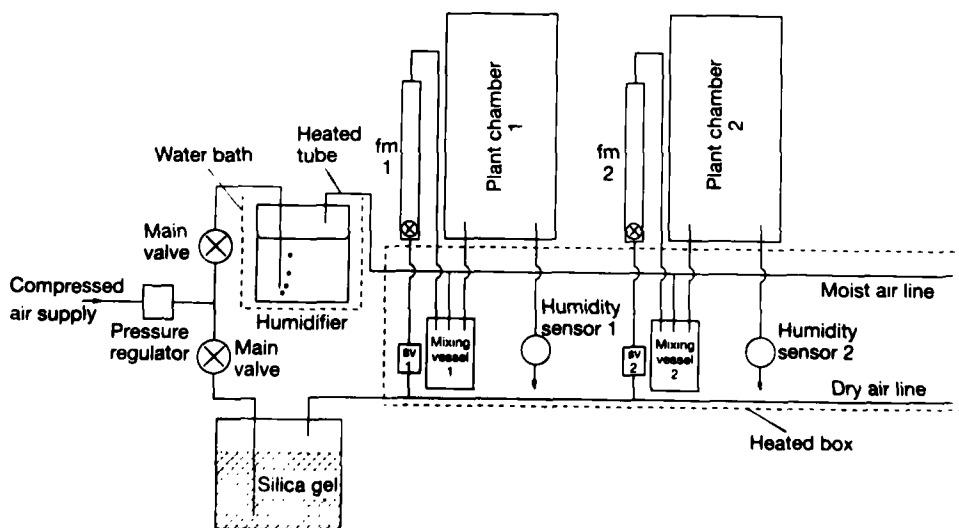 Plant chamber
1
Plant chamber
2
fm
1
fm
2
Heated
tube
Water bath
Main
valve
Compressed
air supply
Pressure
regulator
Humidifier
Main
valve
Moist air line
Humidity
sensor 1
Humidity
sensor 2
sv
1
Mixing
vessel
1
sv
2
Mixing
vessel
2
Dry air line
Heated box
Silica gel